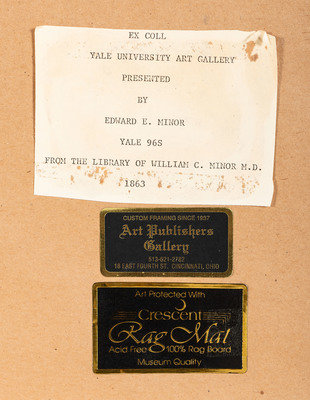 EX COLL
YALE UNIVERSITY ART GALLERY
PRESENTED
BY
EDWARD E. MINOR
YALE 96S
FROM THE LIBRARY OF WILLIAM C. MINOR M.D.
1863
CUSTOM FRAMING SINCE 1937
Art Publishers
Gallery
513-621-2782
16 EAST FOURTH ST. CINCINNATI, OHIO
Art Protected With
Crescent
Rag Mat
Acid Free 100% Rag Board
Museum Quality